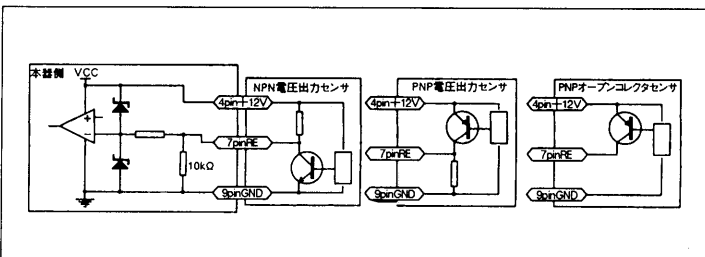 本器側 VCC
10kΩ
NPN電圧出力センサ
4pin+12V
7pinRE
9pinGND
PNP電圧出力センサ
4pin+12V
7pinRE
9pinGND
PNPオープンコレクタセンサ
4pin+12V
7pinRE
9pinGND